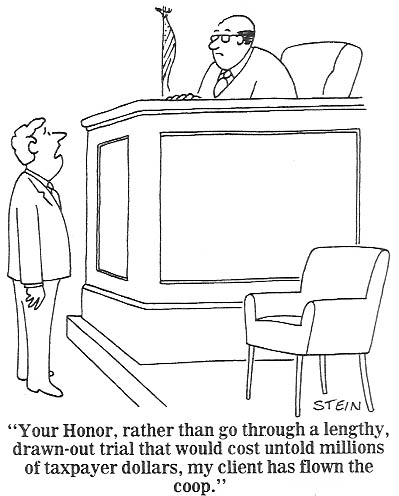 STEIN
“Your Honor, rather than go through a lengthy,
drawn-out trial that would cost untold millions
of taxpayer dollars, my client has flown the
coop.”